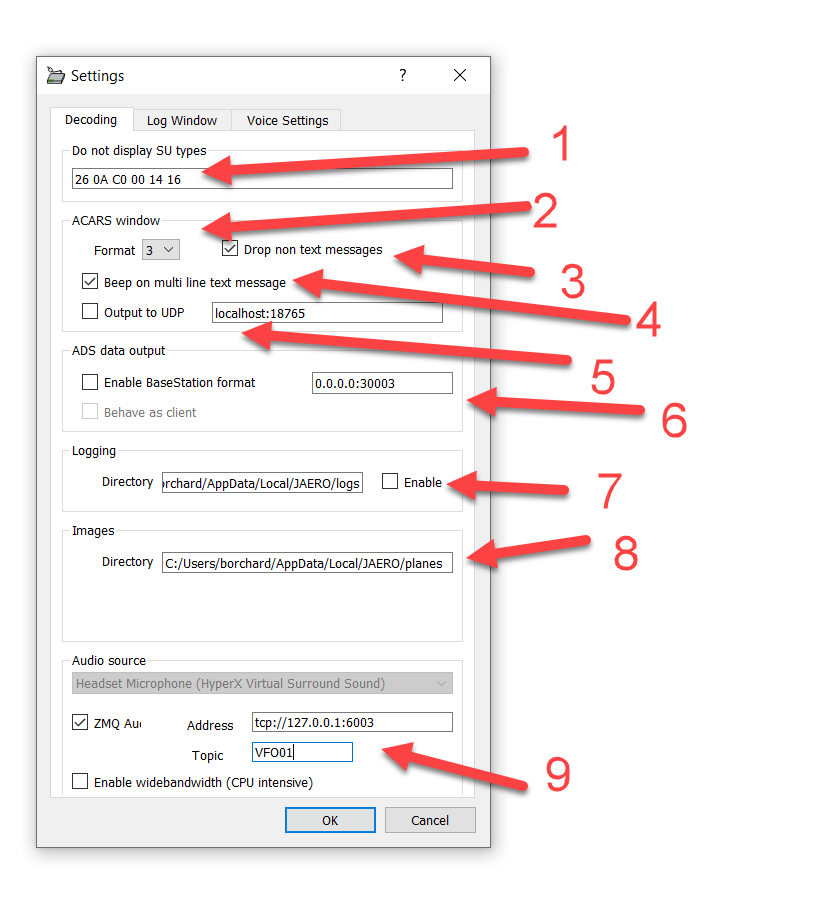 Settings ?
Decoding Log Window Voice Settings
Do not display SU types 1
26 0A C0 00 14 16
ACARS window 2
Format 3 Drop non text messages 3
Beep on multi line text message 4
Output to UDP localhost:18765
ADS data output 5
Enable BaseStation format 0.0.0.0:30003
Behave as client 6
Logging
Directory orchard/AppData/Local/JAERO/logs Enable 7
Images 8
Directory C:/Users/borchard/AppData/Local/JAERO/planes
Audio source
Headset Microphone (HyperX Virtual Surround Sound)
ZMQ Au Address tcp://127.0.0.1:6003
Topic VFO01
Enable widebandwidth (CPU intensive) 9
OK Cancel